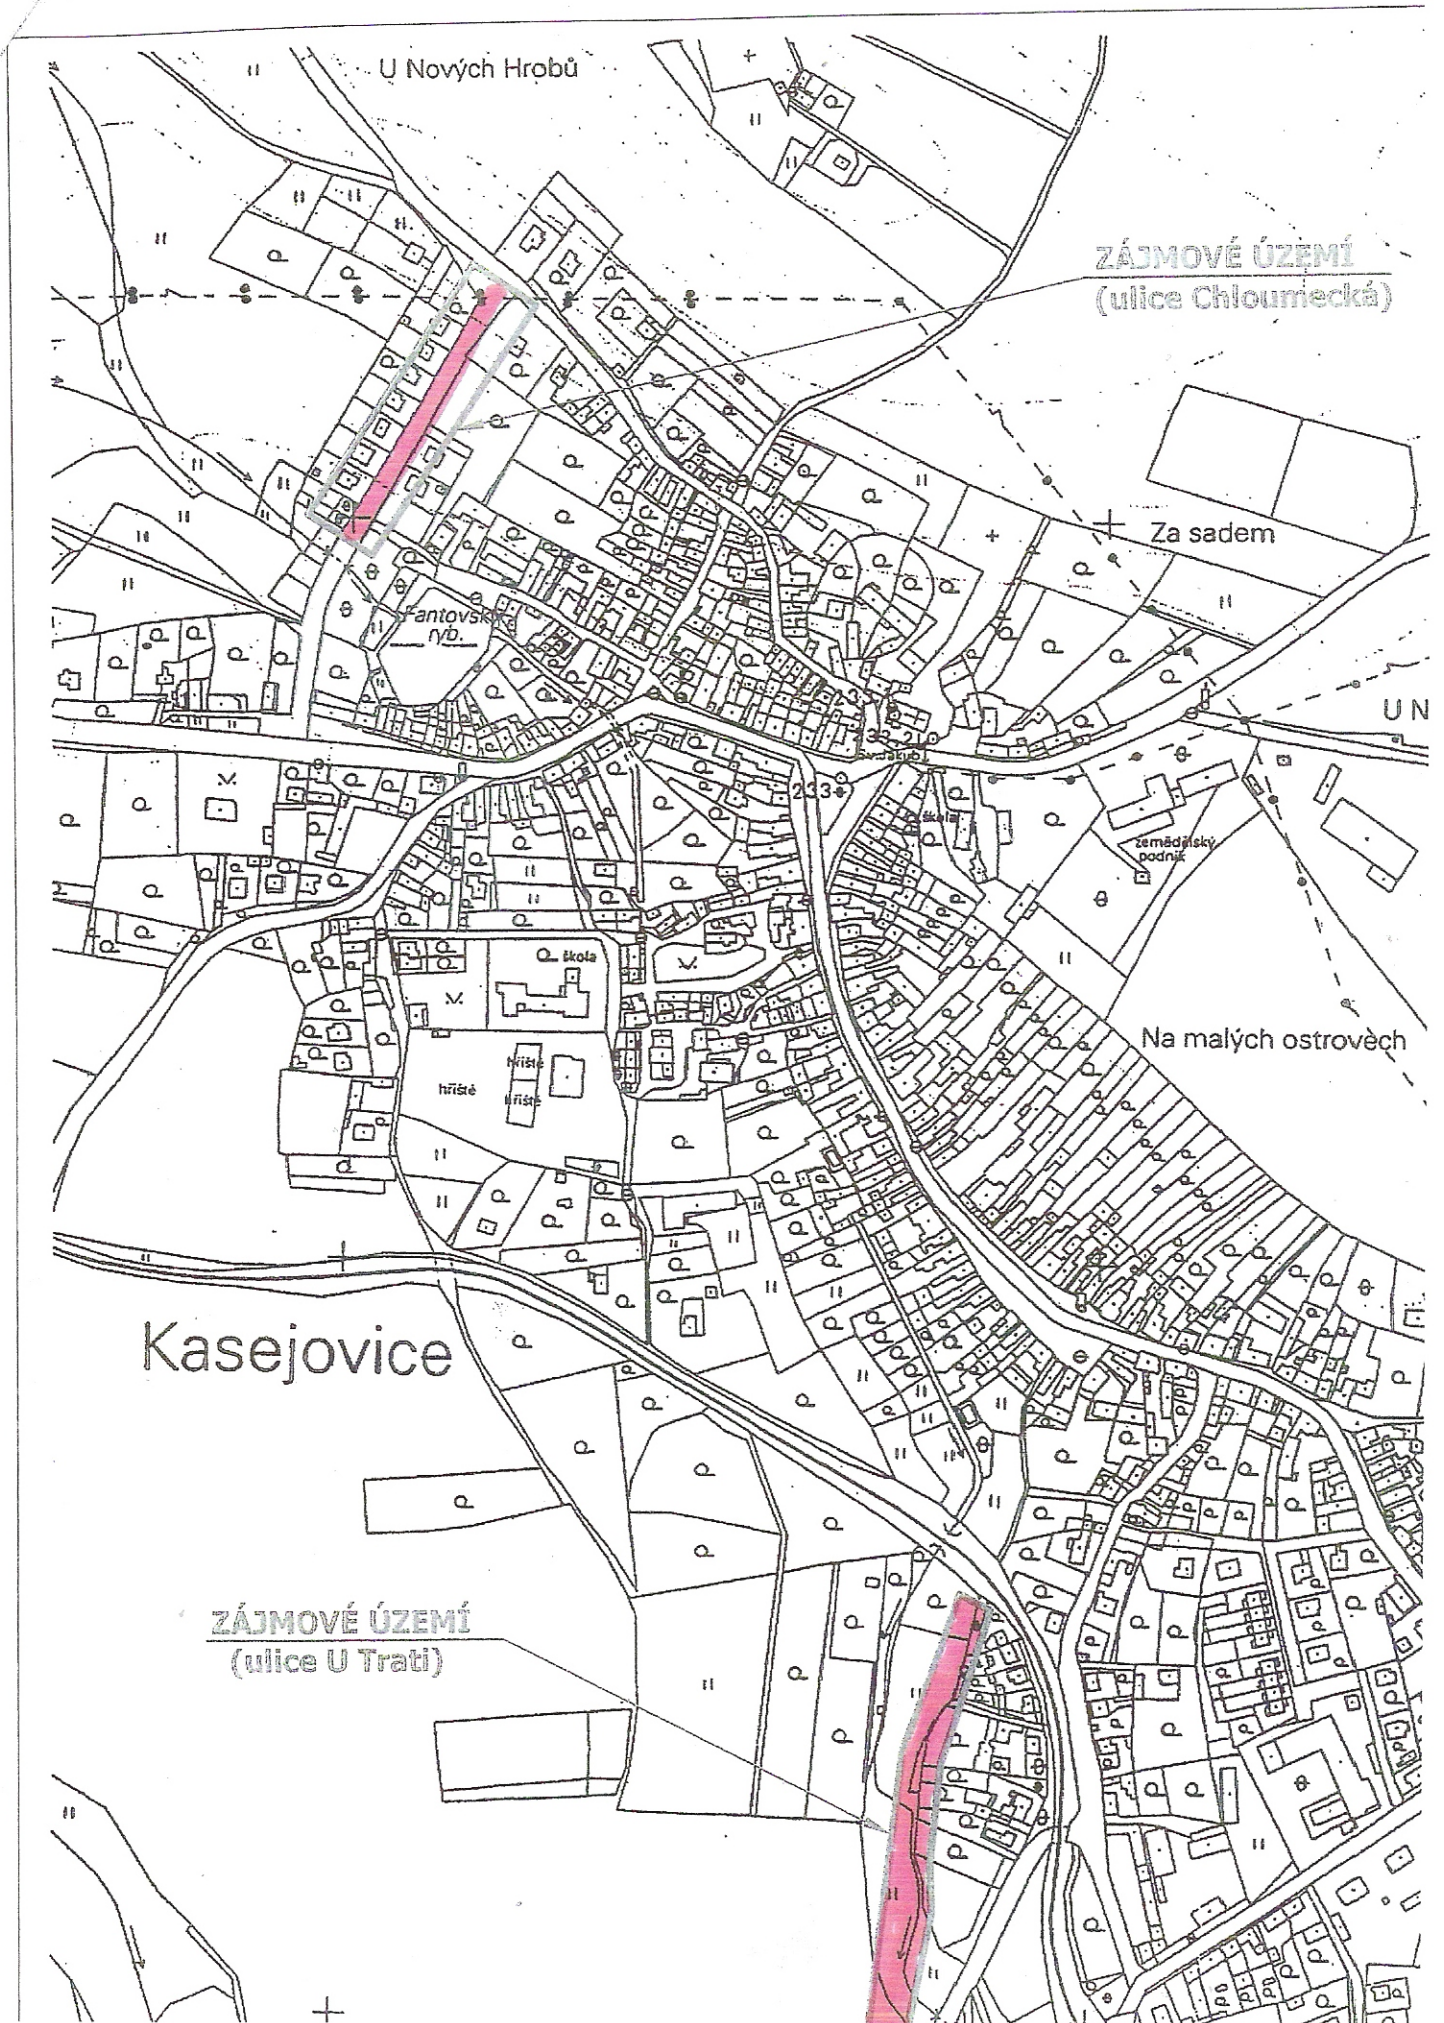 U Nových Hrobů
ZÁJMOVÉ ÚZEMÍ
(ulice Chloumecká)
Za sadem
Fantovský
ryb.
U N
233
škola
zemědělský
podnik
škola
Na malých ostrovech
hřiště
hřiště
hřiště
Kasejovice
ZÁJMOVÉ ÚZEMÍ
(ulice U Trati)